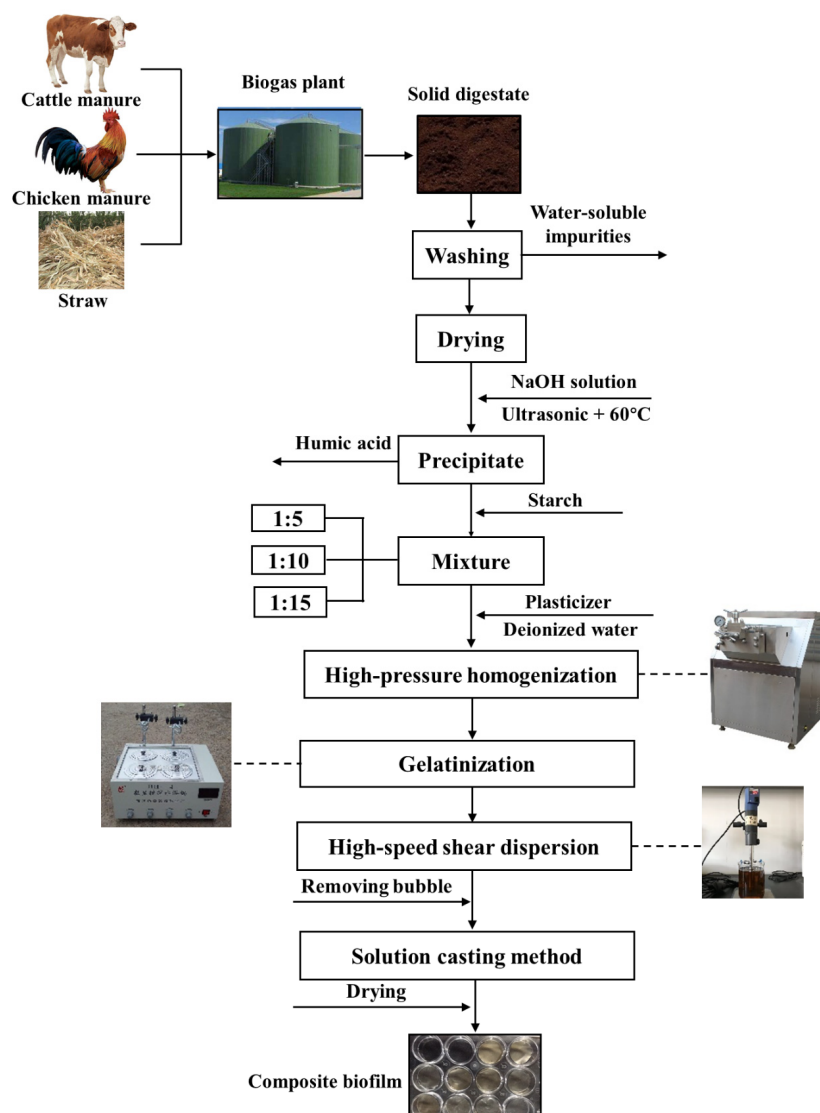 Cattle manure
Chicken manure
Straw
Biogas plant
Solid digestate
Water-soluble
impurities
Washing
Drying
NaOH solution
Ultrasonic + 60°C
Humic acid
Precipitate
Starch
1:5
1:10
1:15
Mixture
Plasticizer
Deionized water
High-pressure homogenization
Gelatinization
High-speed shear dispersion
Removing bubble
Solution casting method
Drying
Composite biofilm